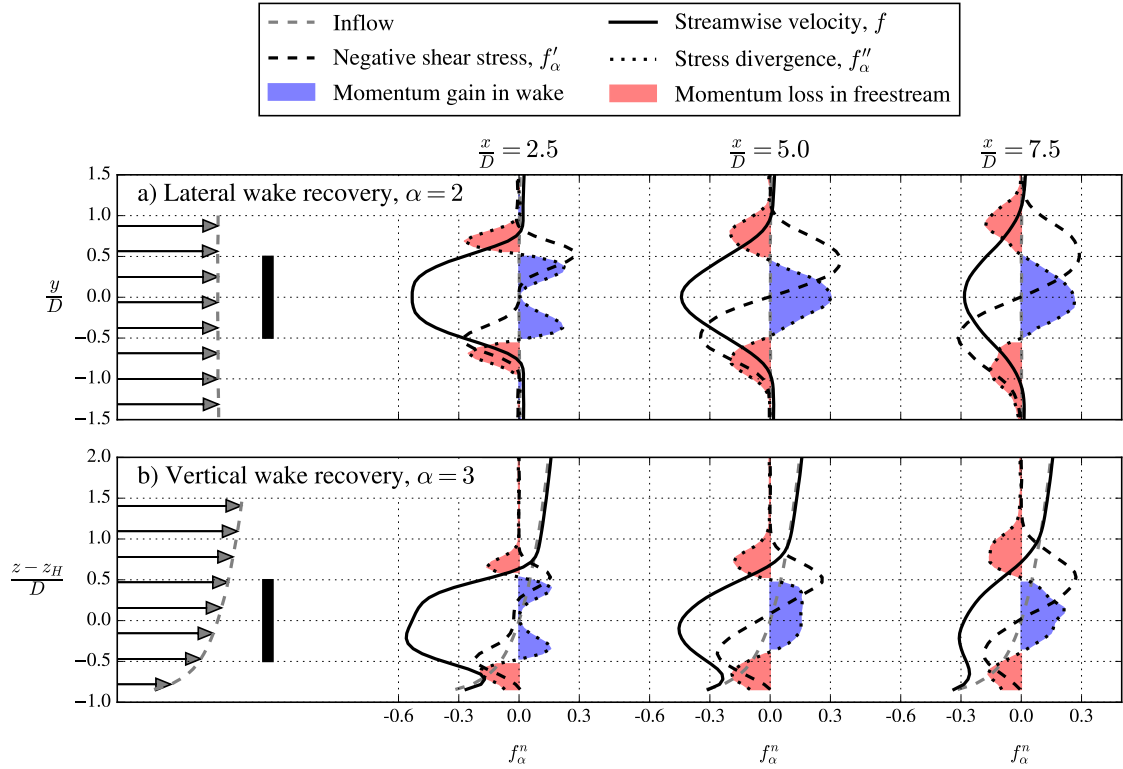 Inflow
Streamwise velocity, f
Negative shear stress, f′α
Stress divergence, f″α
Momentum gain in wake
Momentum loss in freestream
x/D = 2.5
x/D = 5.0
x/D = 7.5
a) Lateral wake recovery, α = 2
1.5
1.0
0.5
0.0
−0.5
−1.0
−1.5
y/D
b) Vertical wake recovery, α = 3
2.0
1.5
1.0
0.5
0.0
−0.5
−1.0
z − zH/D
-0.6 -0.3 0.0 0.3 -0.6 -0.3 0.0 0.3 -0.6 -0.3 0.0 0.3
fⁿα fⁿα fⁿα